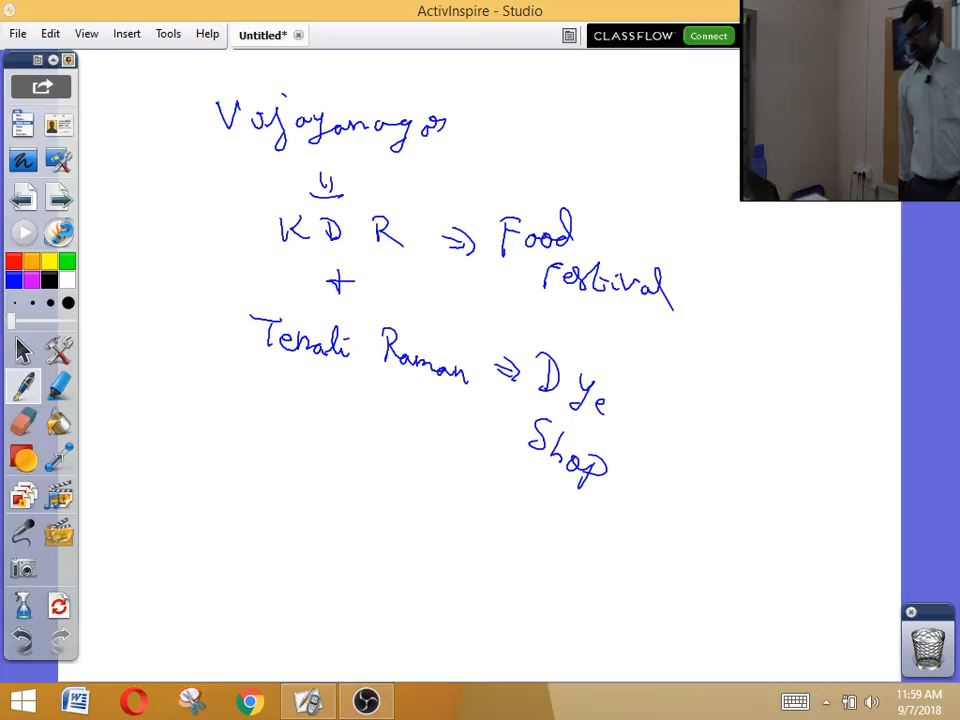 ActivInspire - Studio
File Edit View Insert Tools Help Untitled* CLASSFLOW Connect
Vijayanagar
K D R ⇒ Food
Festival
+
Tenali Raman ⇒ Dye
Shop
11:59 AM
9/7/2018